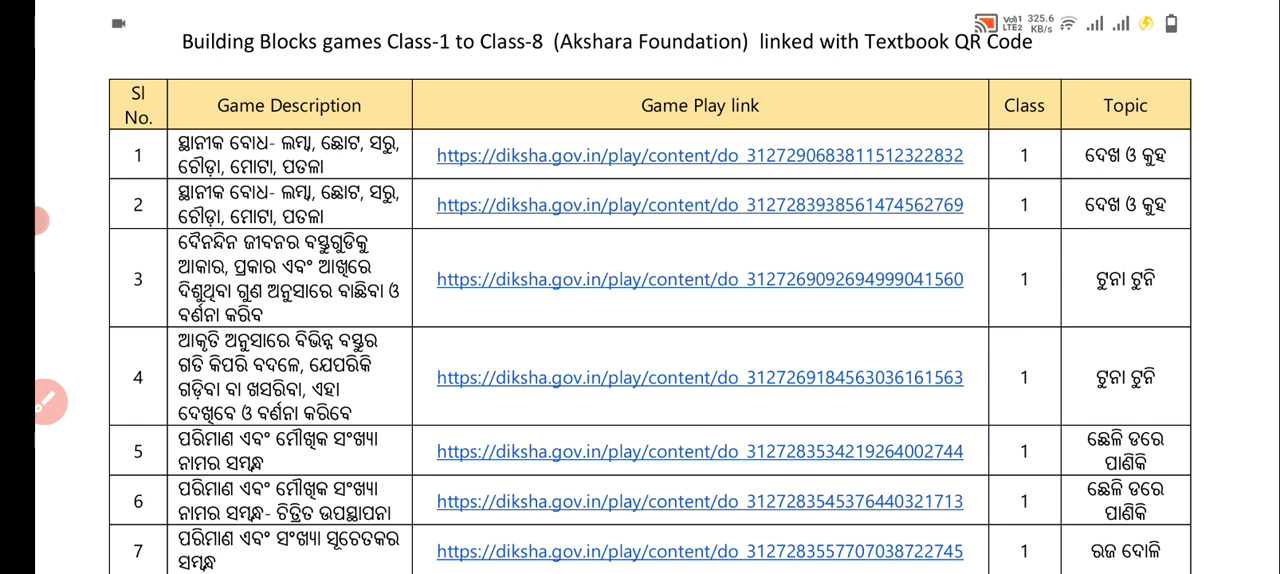 Vo1) 325.6
LTE2 KB/s
Building Blocks games Class-1 to Class-8 (Akshara Foundation) linked with Textbook QR Code
Sl No. Game Description Game Play link Class Topic
1 ସ୍ଥାନୀକ ବୋଧ- ଲମ୍ବା, ଛୋଟ, ସରୁ, https://diksha.gov.in/play/content/do_3127290683811512322832 1 ଦେଖ ଓ କୁହ
ଚୌଡ଼ା, ମୋଟା, ପତଳା
2 ସ୍ଥାନୀକ ବୋଧ- ଲମ୍ବା, ଛୋଟ, ସରୁ, https://diksha.gov.in/play/content/do_3127283938561474562769 1 ଦେଖ ଓ କୁହ
ଚୌଡ଼ା, ମୋଟା, ପତଳା
3 ଦୈନନ୍ଦିନ ଜୀବନର ବସ୍ତୁଗୁଡିକୁ https://diksha.gov.in/play/content/do_3127269092694999041560 1 ଟୁନା ଟୁନି
ଆକାର, ପ୍ରକାର ଏବଂ ଆଖିରେ
ଦିଶୁଥିବା ଗୁଣ ଅନୁସାରେ ବାଛିବା ଓ
ବର୍ଣନା କରିବ
4 ଆକୃତି ଅନୁସାରେ ବିଭିନ୍ନ ବସ୍ତୁର https://diksha.gov.in/play/content/do_3127269184563036161563 1 ଟୁନା ଟୁନି
ଗତି କିପରି ବଦଳେ, ଯେପରିକି
ଗଡ଼ିବା ବା ଖସରିବା, ଏହା
ଦେଖିବେ ଓ ବର୍ଣନା କରିବେ
5 ପରିମାଣ ଏବଂ ମୌଖିକ ସଂଖ୍ୟା https://diksha.gov.in/play/content/do_3127283534219264002744 1 ଛେଳି ଡରେ
ନାମର ସମ୍ବନ୍ଧ ପାଣିକି
6 ପରିମାଣ ଏବଂ ମୌଖିକ ସଂଖ୍ୟା https://diksha.gov.in/play/content/do_3127283545376440321713 1 ଛେଳି ଡରେ
ନାମର ସମ୍ବନ୍ଧ- ଚିତ୍ରିତ ଉପସ୍ଥାପନା ପାଣିକି
7 ପରିମାଣ ଏବଂ ସଂଖ୍ୟା ସୂଚେତକର https://diksha.gov.in/play/content/do_3127283557707038722745 1 ରଜ ଦୋଳି
ସମ୍ବନ୍ଧ